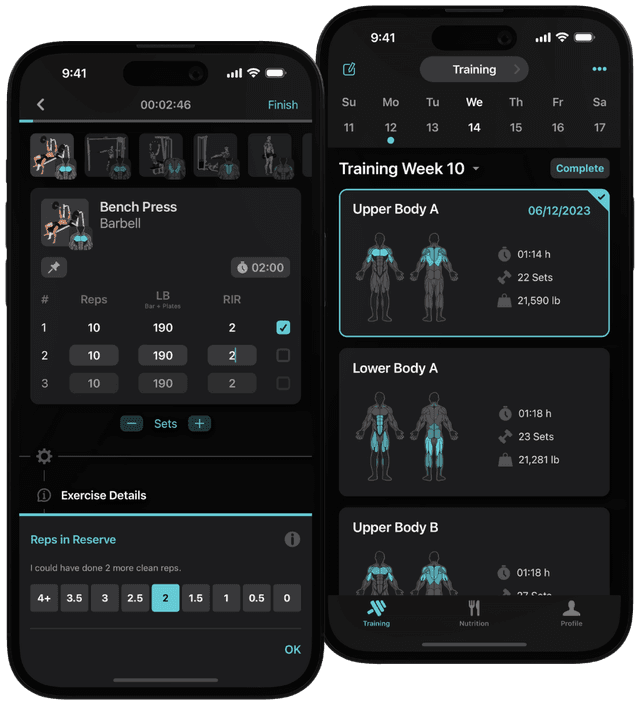 9:41
00:02:46
Finish
Bench Press
Barbell
02:00
# Reps LB RIR
Bar + Plates
1 10 190 2
2 10 190 2
3 10 190 2
− Sets +
Exercise Details
Reps in Reserve
I could have done 2 more clean reps.
4+ 3.5 3 2.5 2 1.5 1 0.5 0
OK
9:41
Training
Su Mo Tu We Th Fr Sa
11 12 13 14 15 16 17
Training Week 10
Complete
Upper Body A
06/12/2023
01:14 h
22 Sets
21,590 lb
Lower Body A
01:18 h
23 Sets
21,281 lb
Upper Body B
01:18 h
27 Sets
Training Nutrition Profile